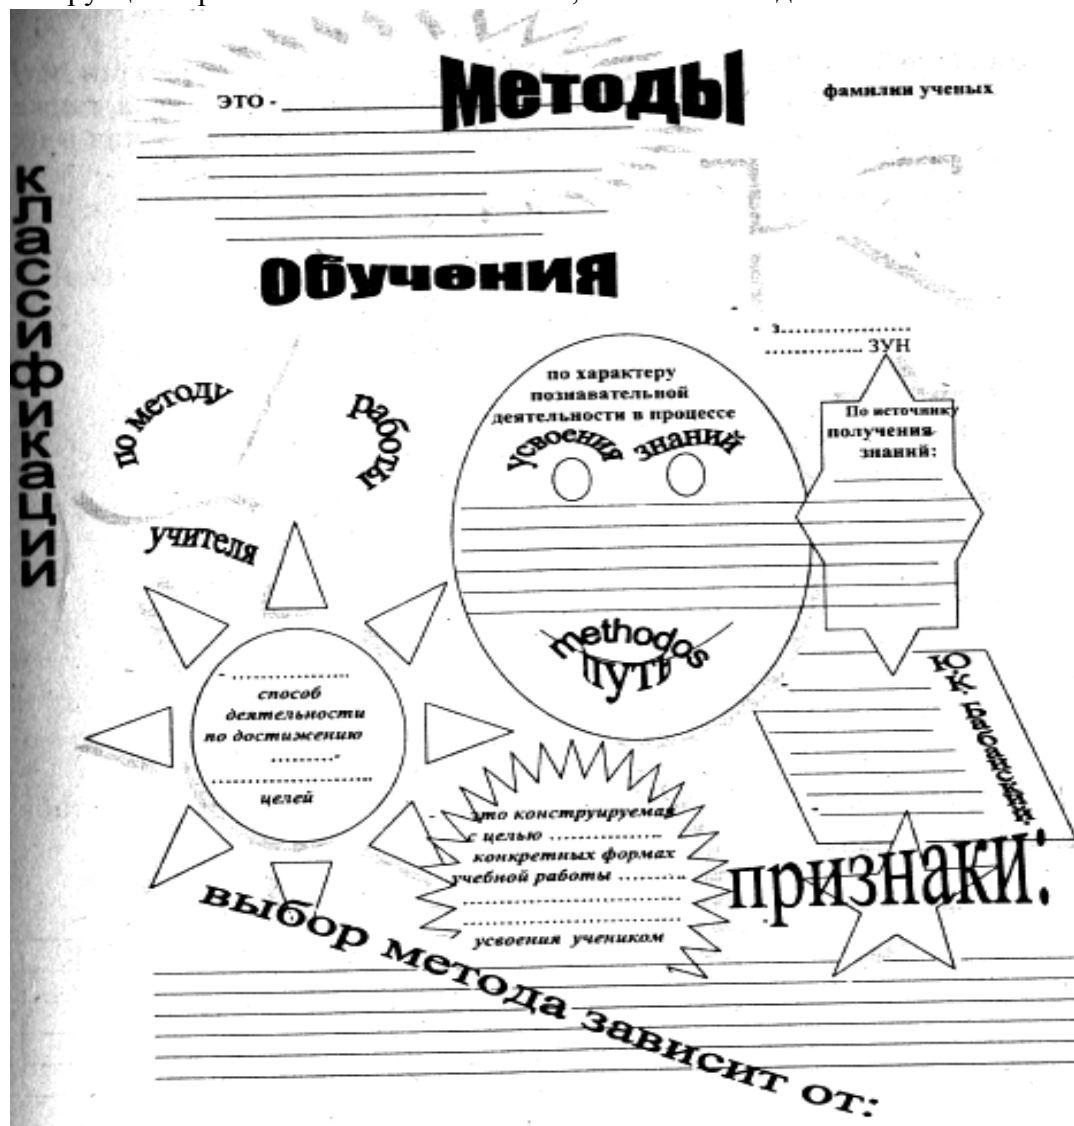 Методы
ЭТО -
фамилии ученых
классификации
Обучения
- з...................
.............. ЗУН
по методу
работы
учителя
по характеру
познавательной
деятельности в процессе
усвоения знаний
По источнику
получения
знаний:
methodos
путь
- ..................
способ
деятельности
по достижению
..........-
.......................
целей
- это конструируемая
с целью ................
конкретных формах
учебной работы ..........
..............................
..............................
усвоения учеником
Ю.К.
признаки:
выбор метода зависит от: